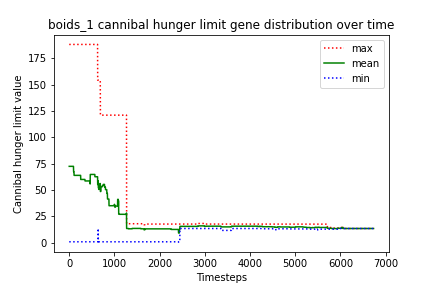 boids_1 cannibal hunger limit gene distribution over time
max
mean
min
Cannibal hunger limit value
175
150
125
100
75
50
25
0
0 1000 2000 3000 4000 5000 6000 7000
Timesteps